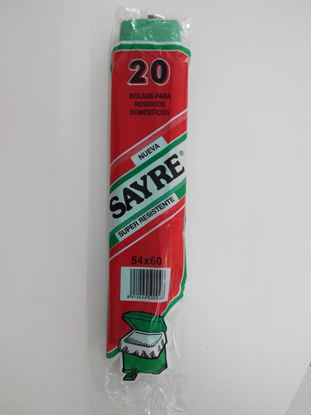 20
BOLSAS PARA
RESIDUOS
DOMÉSTICOS
NUEVA
SAYRE®
SUPER RESISTENTE
54x60